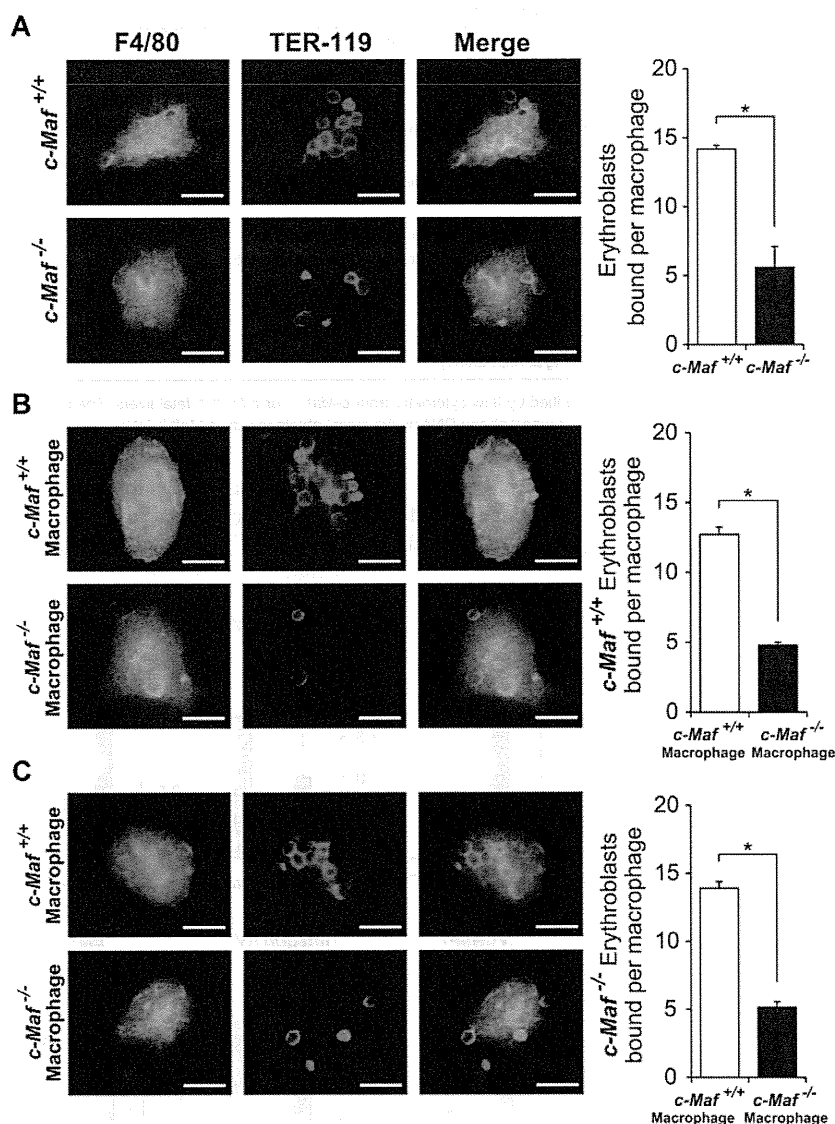 A
F4/80 TER-119 Merge
c-Maf +/+
c-Maf -/-
Erythroblasts
bound per macrophage
20
15
10
5
0
*
c-Maf +/+ c-Maf -/-
B
c-Maf +/+
Macrophage
c-Maf -/-
Macrophage
c-Maf +/+ Erythroblasts
bound per macrophage
20
15
10
5
0
*
c-Maf +/+ c-Maf -/-
Macrophage Macrophage
C
c-Maf +/+
Macrophage
c-Maf -/-
Macrophage
c-Maf -/- Erythroblasts
bound per macrophage
20
15
10
5
0
*
c-Maf +/+ c-Maf -/-
Macrophage Macrophage